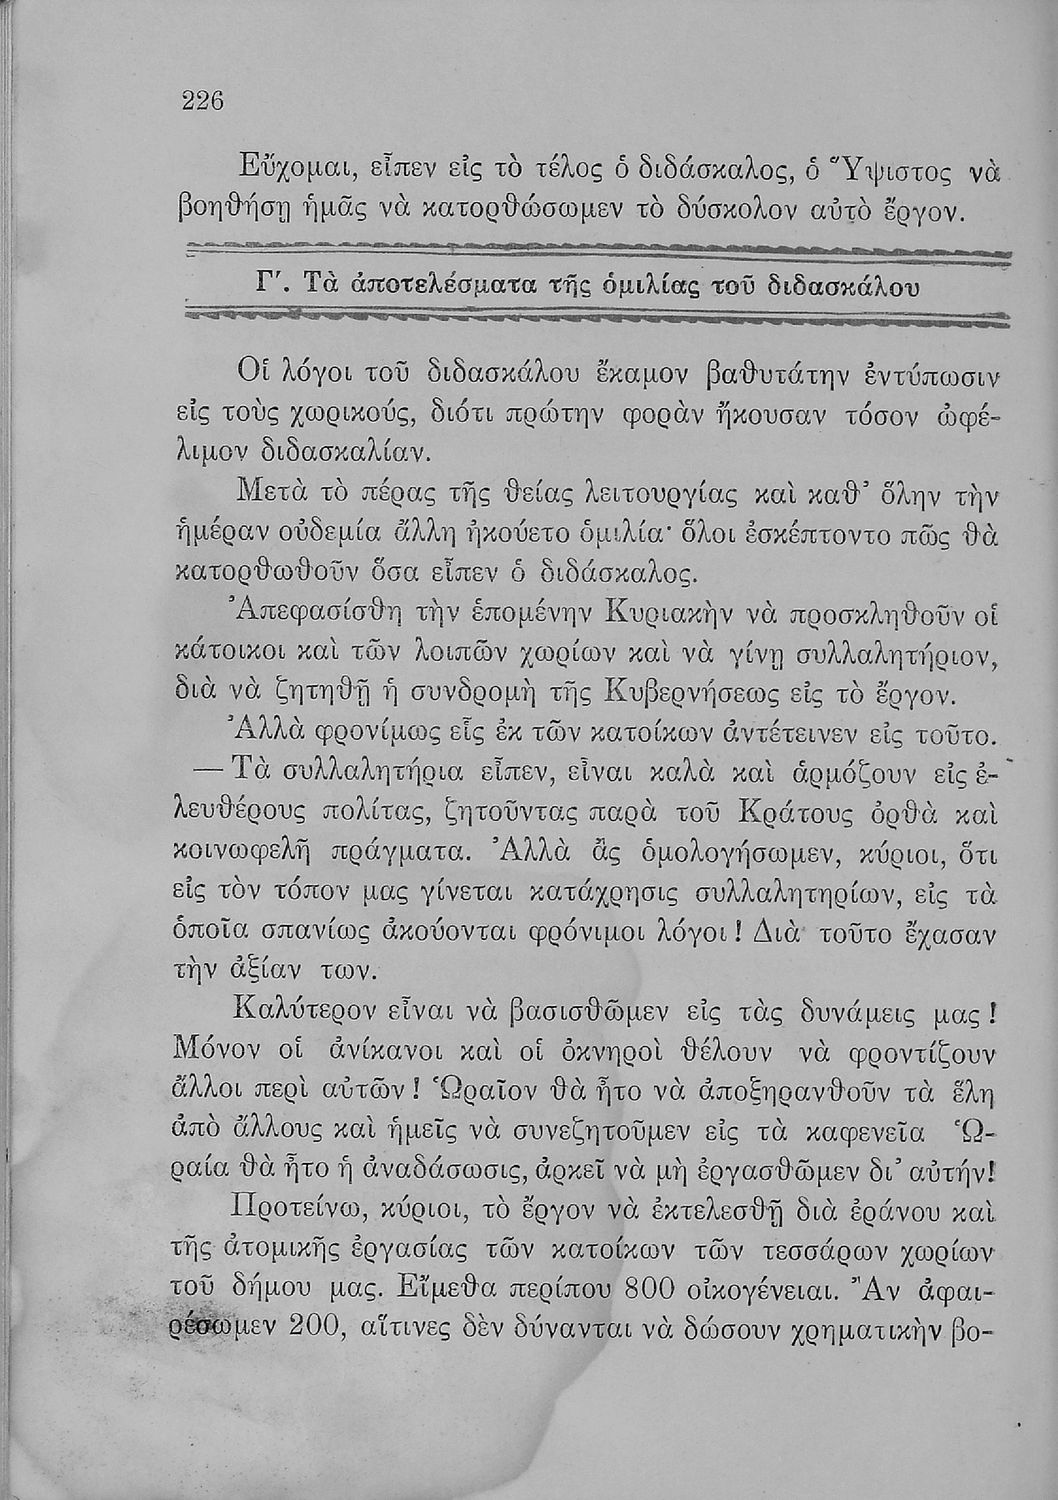 226
Εὔχομαι, εἶπεν εἰς τὸ τέλος ὁ διδάσκαλος, ὁ Ὕψιστος νὰ
βοηθήσῃ ἡμᾶς νὰ κατορθώσωμεν τὸ δύσκολον αὐτὸ ἔργον.
Γ΄. Τὰ ἀποτελέσματα τῆς ὁμιλίας τοῦ διδασκάλου
Οἱ λόγοι τοῦ διδασκάλου ἔκαμον βαθυτάτην ἐντύπωσιν
εἰς τοὺς χωρικούς, διότι πρώτην φορὰν ἤκουσαν τόσον ὠφέ-
λιμον διδασκαλίαν.
Μετὰ τὸ πέρας τῆς θείας λειτουργίας καὶ καθ’ ὅλην τὴν
ἡμέραν οὐδεμία ἄλλη ἠκούετο ὁμιλία· ὅλοι ἐσκέπτοντο πῶς θὰ
κατορθωθοῦν ὅσα εἶπεν ὁ διδάσκαλος.
Ἀπεφασίσθη τὴν ἑπομένην Κυριακὴν νὰ προσκληθοῦν οἱ
κάτοικοι καὶ τῶν λοιπῶν χωρίων καὶ νὰ γίνῃ συλλαλητήριον,
διὰ νὰ ζητηθῇ ἡ συνδρομὴ τῆς Κυβερνήσεως εἰς τὸ ἔργον.
Ἀλλὰ φρονίμως εἷς ἐκ τῶν κατοίκων ἀντέτεινεν εἰς τοῦτο.
— Τὰ συλλαλητήρια εἶπεν, εἶναι καλὰ καὶ ἁρμόζουν εἰς ἐ-
λευθέρους πολίτας, ζητοῦντας παρὰ τοῦ Κράτους ὀρθὰ καὶ
κοινωφελῆ πράγματα. Ἀλλὰ ἂς ὁμολογήσωμεν, κύριοι, ὅτι
εἰς τὸν τόπον μας γίνεται κατάχρησις συλλαλητηρίων, εἰς τὰ
ὁποῖα σπανίως ἀκούονται φρόνιμοι λόγοι! Διὰ τοῦτο ἔχασαν
τὴν ἀξίαν των.
Καλύτερον εἶναι νὰ βασισθῶμεν εἰς τὰς δυνάμεις μας!
Μόνον οἱ ἀνίκανοι καὶ οἱ ὀκνηροὶ θέλουν νὰ φροντίζουν
ἄλλοι περὶ αὐτῶν! Ὡραῖον θὰ ἦτο νὰ ἀποξηρανθοῦν τὰ ἕλη
ἀπὸ ἄλλους καὶ ἡμεῖς νὰ συνεζητοῦμεν εἰς τὰ καφενεῖα Ὡ-
ραία θὰ ἦτο ἡ ἀναδάσωσις, ἀρκεῖ νὰ μὴ ἐργασθῶμεν δι’ αὐτήν!
Προτείνω, κύριοι, τὸ ἔργον νὰ ἐκτελεσθῇ διὰ ἐράνου καὶ
τῆς ἀτομικῆς ἐργασίας τῶν κατοίκων τῶν τεσσάρων χωρίων
τοῦ δήμου μας. Εἴμεθα περίπου 800 οἰκογένειαι. Ἂν ἀφαι-
ρέσωμεν 200, αἵτινες δὲν δύνανται νὰ δώσουν χρηματικὴν βο-